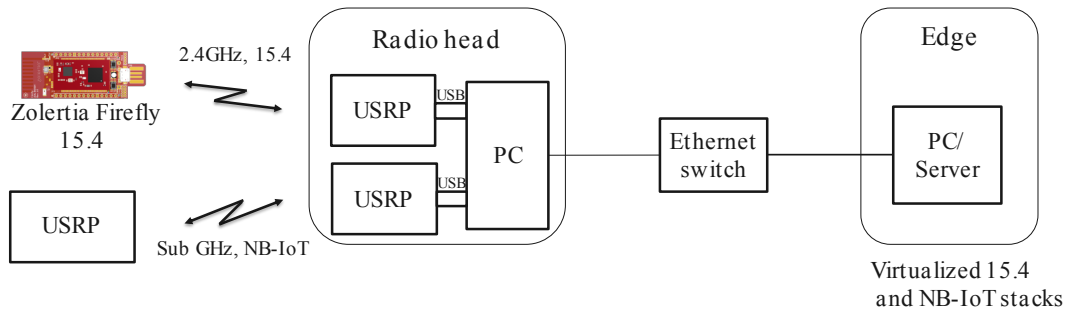 2.4GHz, 15.4
Zolertia Firefly
15.4
USRP
Sub GHz, NB-IoT
Radio head
USRP
USB
USRP
USB
PC
Ethernet
switch
Edge
PC/
Server
Virtualized 15.4
and NB-IoT stacks